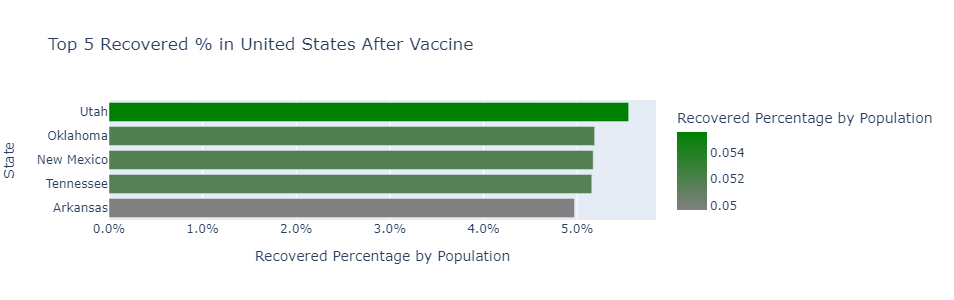 Top 5 Recovered % in United States After Vaccine
State
Utah
Oklahoma
New Mexico
Tennessee
Arkansas
0.0%
1.0%
2.0%
3.0%
4.0%
5.0%
Recovered Percentage by Population
Recovered Percentage by Population
0.054
0.052
0.05